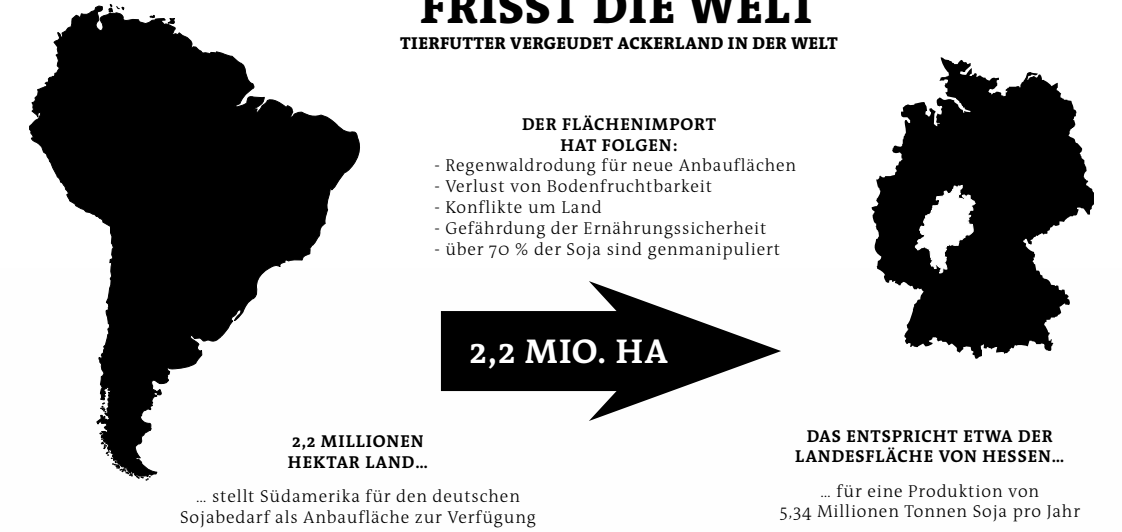 FRISST DIE WELT
TIERFUTTER VERGEUDET ACKERLAND IN DER WELT
DER FLÄCHENIMPORT
HAT FOLGEN:
- Regenwaldrodung für neue Anbauflächen
- Verlust von Bodenfruchtbarkeit
- Konflikte um Land
- Gefährdung der Ernährungssicherheit
- über 70 % der Soja sind genmanipuliert
2,2 MIO. HA
2,2 MILLIONEN
HEKTAR LAND...
... stellt Südamerika für den deutschen
Sojabedarf als Anbaufläche zur Verfügung
DAS ENTSPRICHT ETWA DER
LANDESFLÄCHE VON HESSEN...
... für eine Produktion von
5,34 Millionen Tonnen Soja pro Jahr